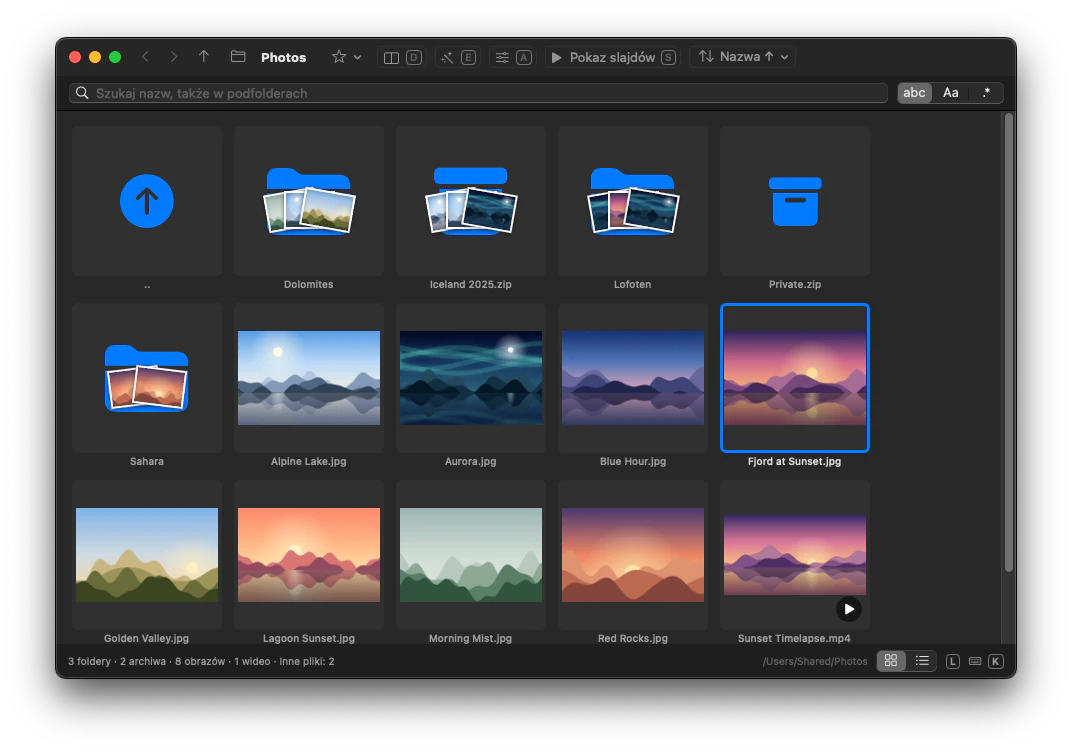 Photos D E A Pokaz slajdów S Nazwa
Szukaj nazw, także w podfolderach abc Aa .*
.. Dolomites Iceland 2025.zip Lofoten Private.zip
Sahara Alpine Lake.jpg Aurora.jpg Blue Hour.jpg Fjord at Sunset.jpg
Golden Valley.jpg Lagoon Sunset.jpg Morning Mist.jpg Red Rocks.jpg Sunset Timelapse.mp4
3 foldery · 2 archiwa · 8 obrazów · 1 wideo · Inne pliki: 2 /Users/Shared/Photos L K